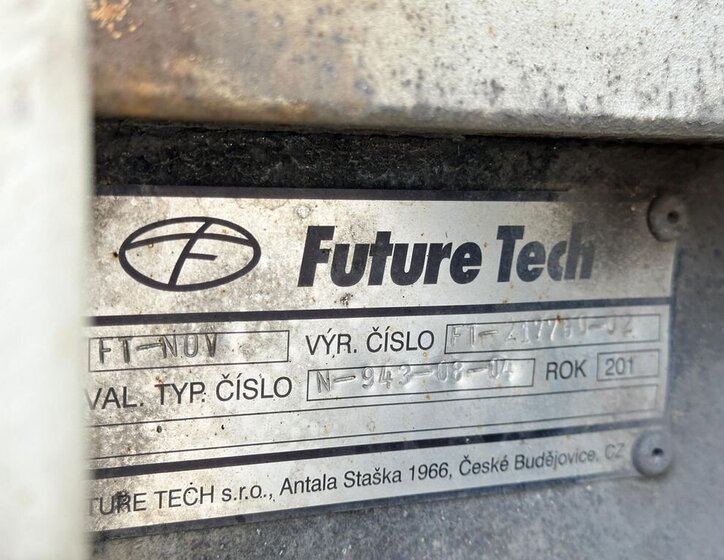 Future Tech
FT-NOV VÝR. ČÍSLO
VAL. TYP. ČÍSLO N-943-08-04 ROK 201
TURE TECH s.r.o., Antala Staška 1966, České Budějovice, CZ